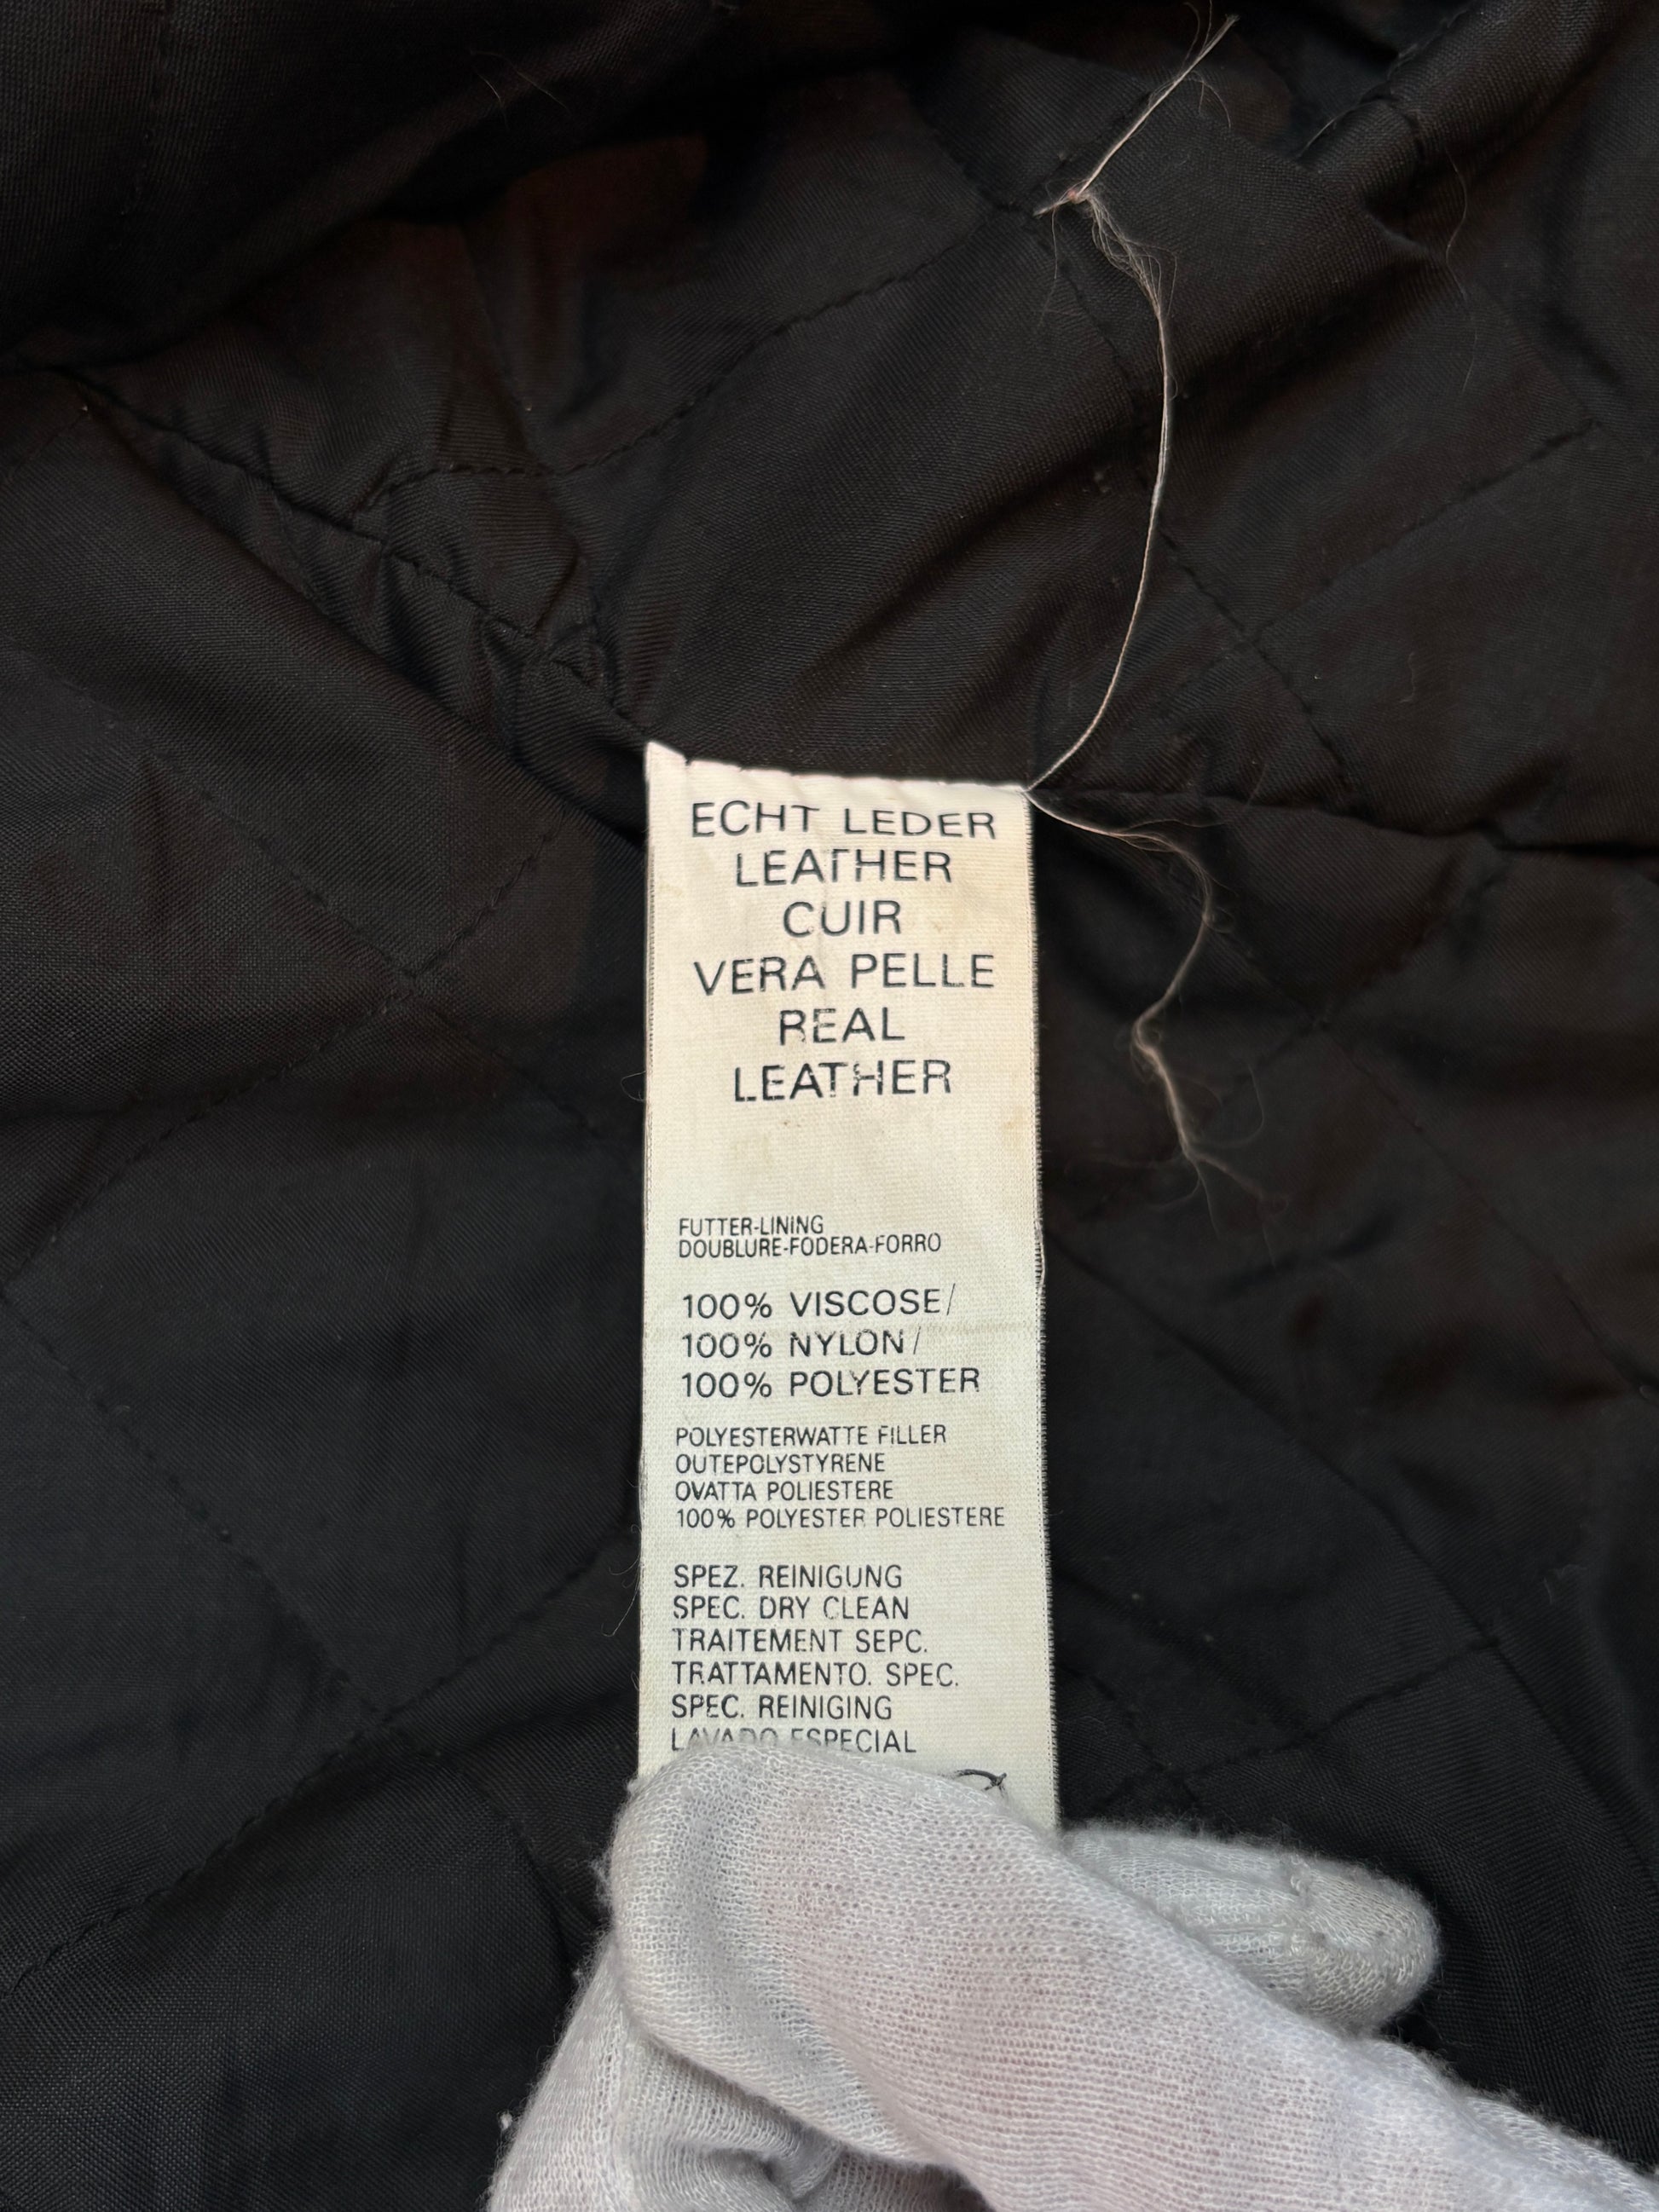 ECHT LEDER
LEATHER
CUIR
VERA PELLE
REAL
LEATHER
FUTTER-LINING
DOUBLURE-FODERA-FORRO
100% VISCOSE/
100% NYLON/
100% POLYESTER
POLYESTERWATTE FILLER
OUTEPOLYSTYRENE
OVATTA POLIESTERE
100% POLYESTER POLIESTERE
SPEZ. REINIGUNG
SPEC. DRY CLEAN
TRAITEMENT SEPC.
TRATTAMENTO. SPEC.
SPEC. REINIGING
LAVADO ESPECIAL